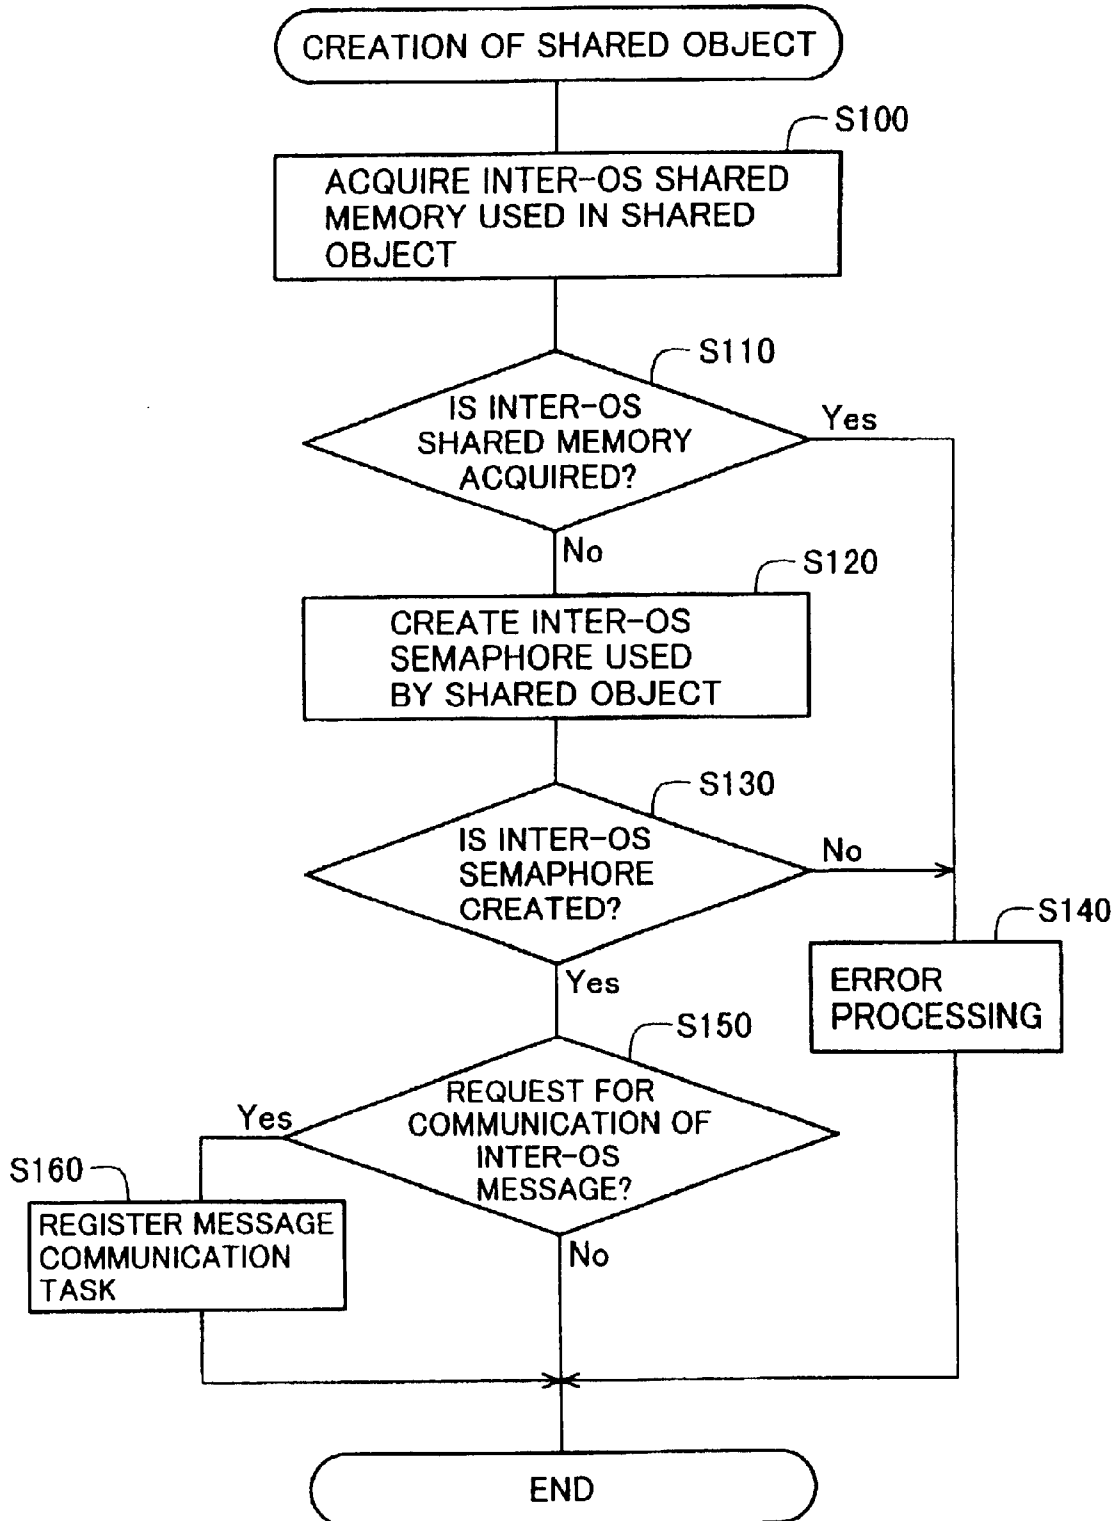 CREATION OF SHARED OBJECT
S100
ACQUIRE INTER-OS SHARED
MEMORY USED IN SHARED
OBJECT
S110
IS INTER-OS
SHARED MEMORY
ACQUIRED?
Yes
No
S120
CREATE INTER-OS
SEMAPHORE USED
BY SHARED OBJECT
S130
IS INTER-OS
SEMAPHORE
CREATED?
No
Yes
S140
ERROR
PROCESSING
S150
REQUEST FOR
COMMUNICATION OF
INTER-OS
MESSAGE?
Yes
No
S160
REGISTER MESSAGE
COMMUNICATION
TASK
END